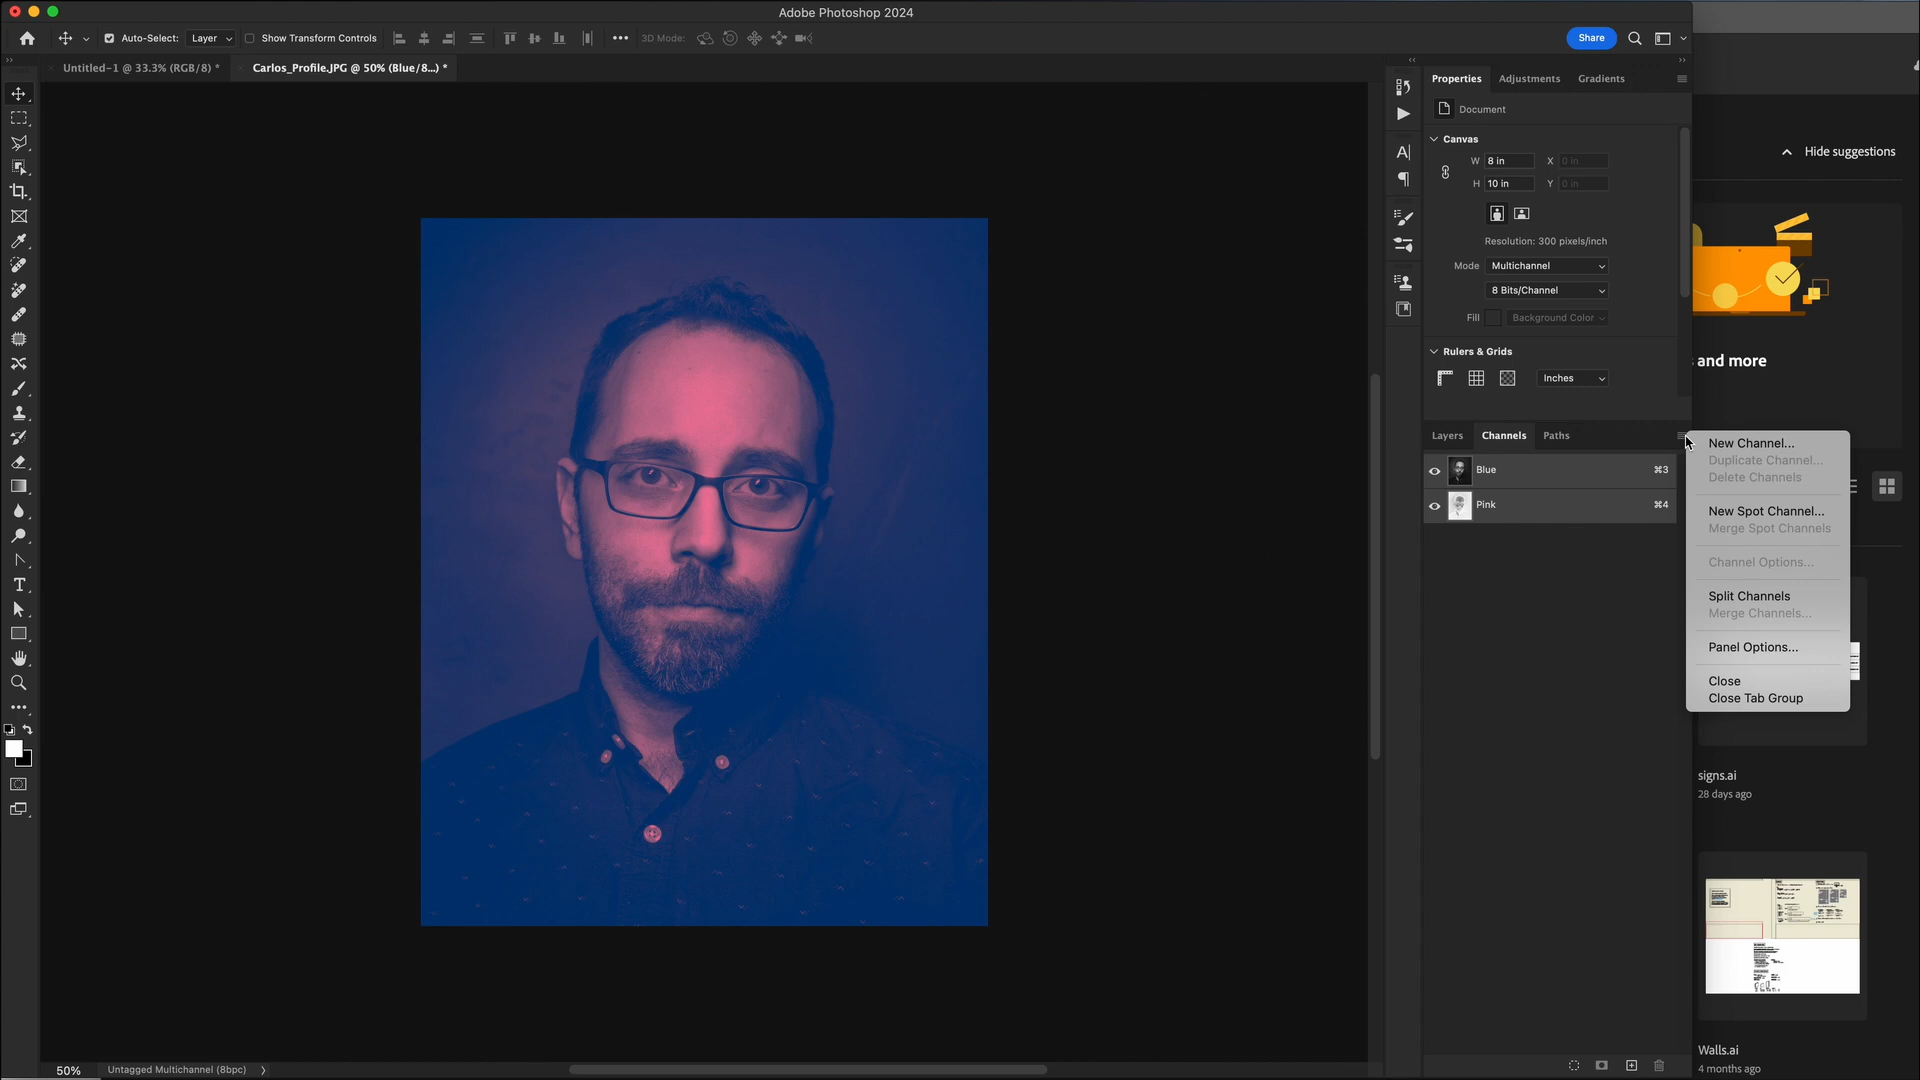 Adobe Photoshop 2024
Auto-Select: Layer Show Transform Controls 3D Mode: Share
Untitled-1 @ 33.3% (RGB/8) * Carlos_Profile.JPG @ 50% (Blue/8...) *
Properties Adjustments Gradients
Document
Canvas
W 8 in X 0 in
H 10 in Y 0 in
Resolution: 300 pixels/inch
Mode Multichannel
8 Bits/Channel
Fill Background Color
Rulers & Grids
Inches
Layers Channels Paths
Blue ⌘3
Pink ⌘4
New Channel...
Duplicate Channel...
Delete Channels
New Spot Channel...
Merge Spot Channels
Channel Options...
Split Channels
Merge Channels...
Panel Options...
Close
Close Tab Group
Hide suggestions
and more
signs.ai
28 days ago
Walls.ai
4 months ago
50% Untagged Multichannel (8bpc)